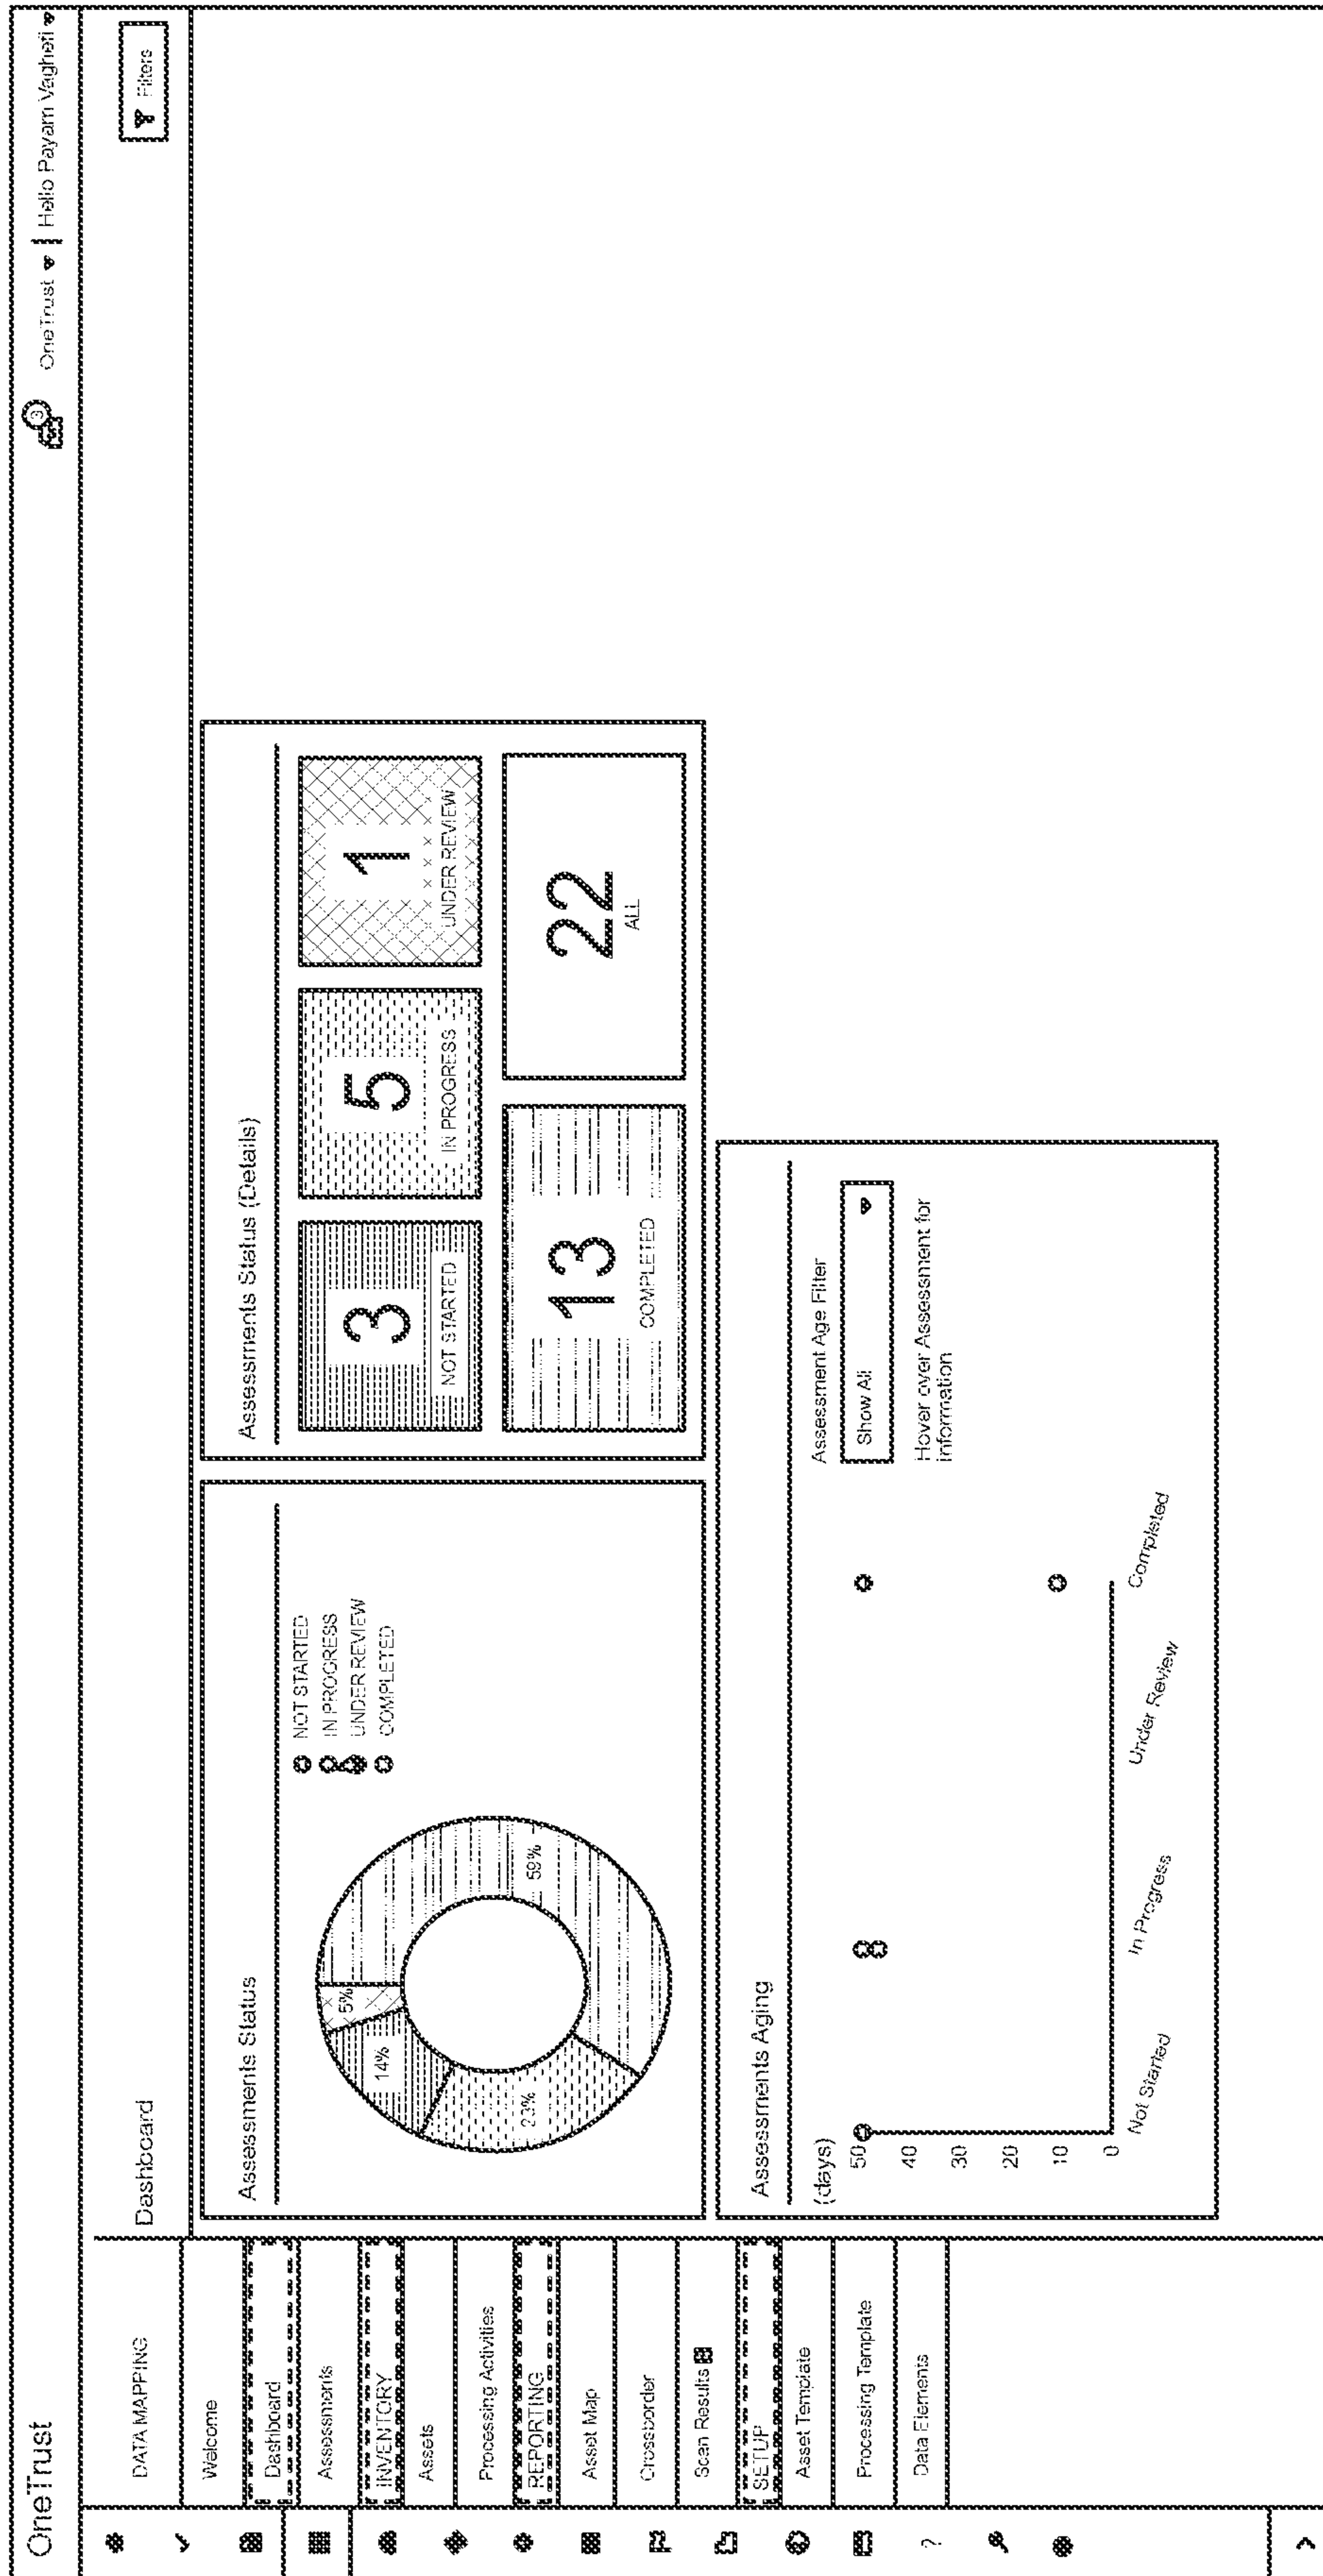 OneTrust
3
OneTrust
Hello Payam Vagheti
DATA MAPPING
Welcome
Dashboard
Assessments
INVENTORY
Assets
Processing Activities
REPORTING
Asset Map
Crossborder
Scan Results
SETUP
Asset Template
Processing Template
Data Elements
?
Dashboard
Filters
Assessments Status
5%
14%
23%
59%
NOT STARTED
IN PROGRESS
UNDER REVIEW
COMPLETED
Assessments Status (Details)
3
NOT STARTED
5
IN PROGRESS
1
UNDER REVIEW
13
COMPLETED
22
ALL
Assessments Aging
(days)
50
40
30
20
10
0
Not Started
In Progress
Under Review
Completed
Assessment Age Filter
Show All
Hover over Assessment for
information